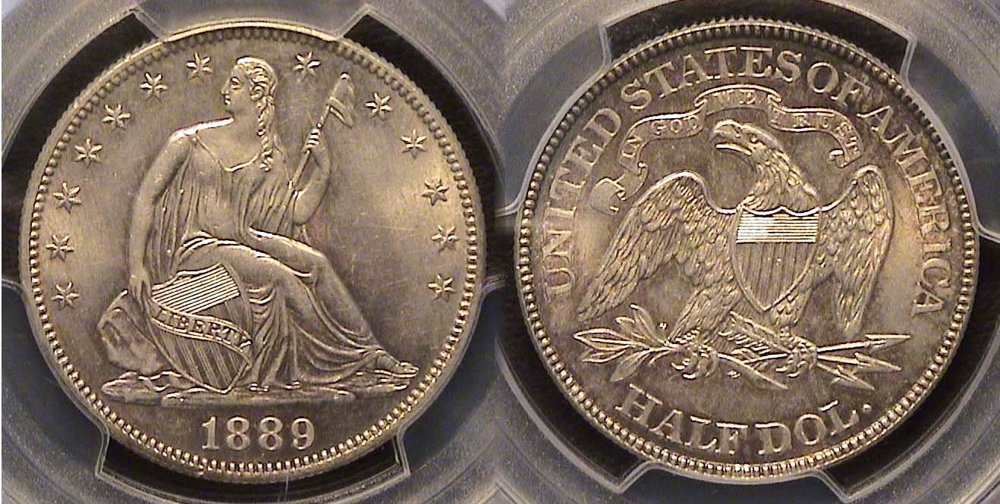 LIBERTY
1889
UNITED STATES OF AMERICA
IN GOD WE TRUST
HALF DOL.